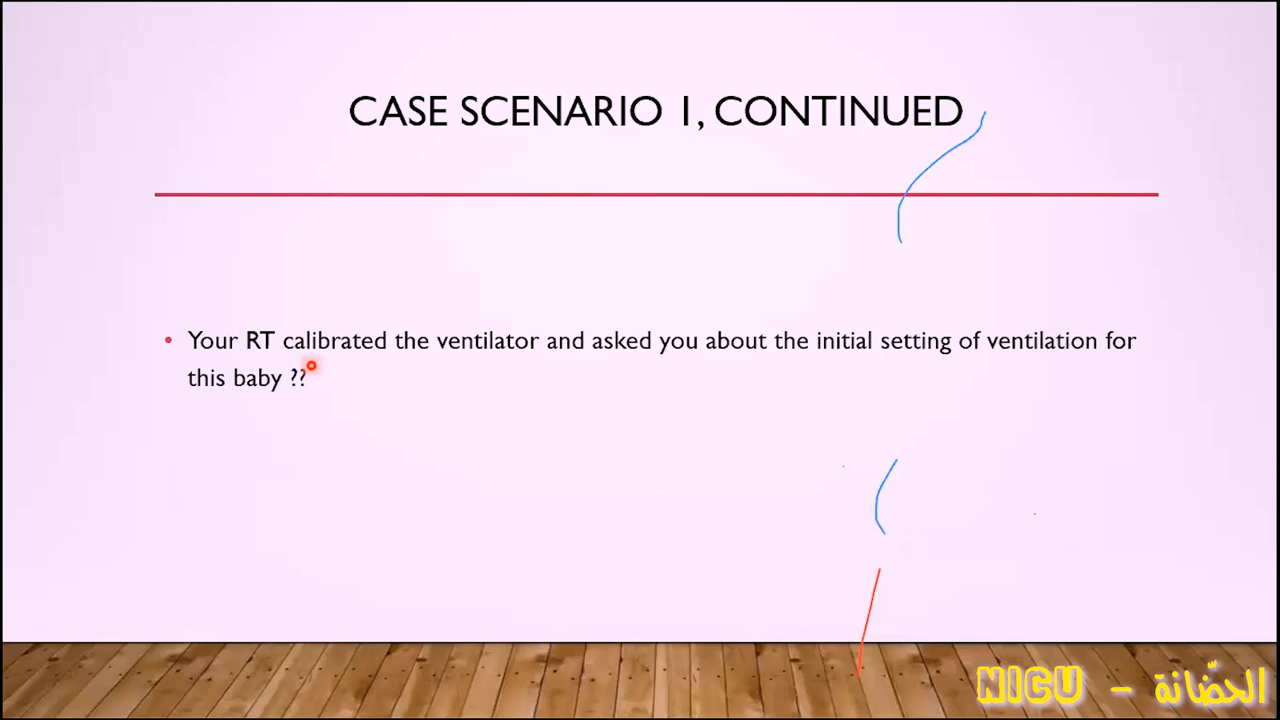 CASE SCENARIO 1, CONTINUED
• Your RT calibrated the ventilator and asked you about the initial setting of ventilation for
this baby ??
NICU - الحضّانة